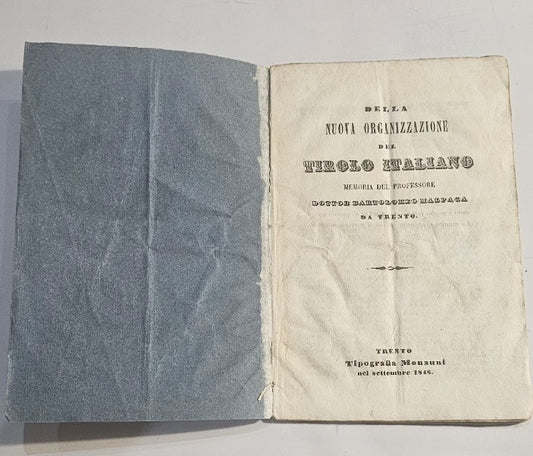 DELLA
NUOVA ORGANIZZAZIONE
DEL
TIROLO ITALIANO
MEMORIA DEL PROFESSORE
DOTTOR BARTOLOMEO MALPAGA
DA TRENTO.
TRENTO
Tipografia Monauni
nel settembre 1848.